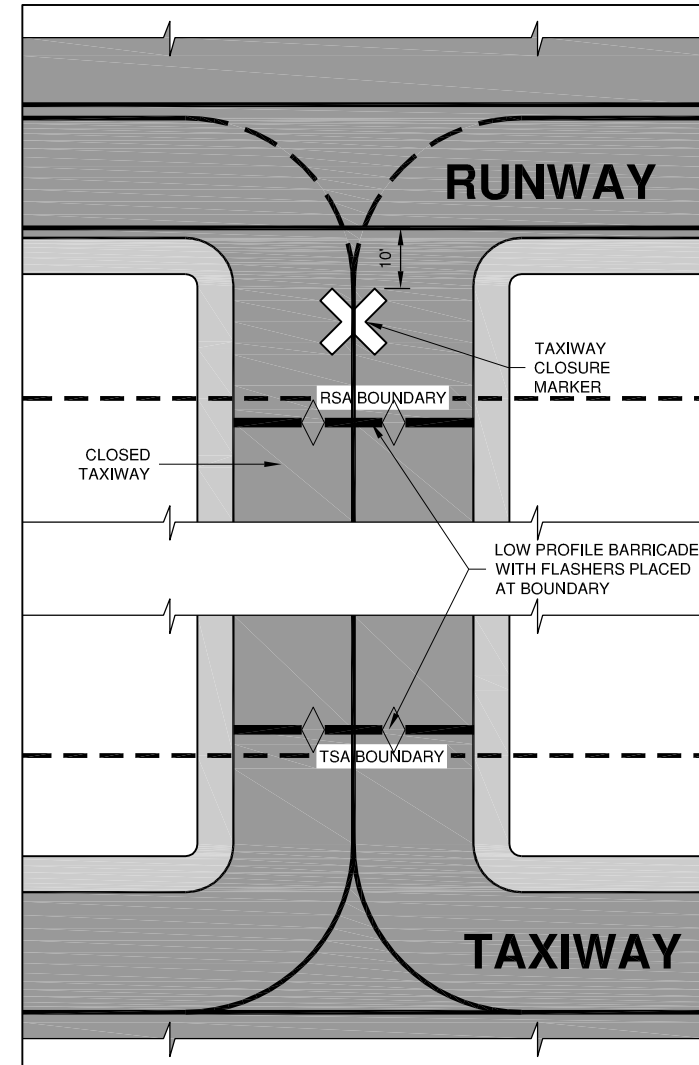 RUNWAY
10'
TAXIWAY
CLOSURE
MARKER
RSA BOUNDARY
CLOSED
TAXIWAY
LOW PROFILE BARRICADE
WITH FLASHERS PLACED
AT BOUNDARY
TSA BOUNDARY
TAXIWAY